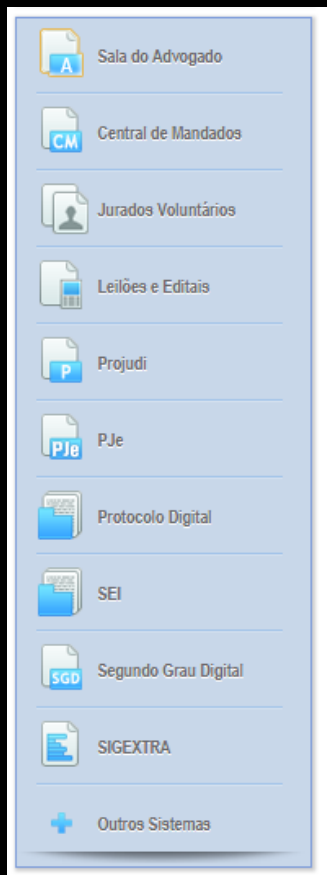 A
Sala do Advogado
CM
Central de Mandados
Jurados Voluntários
Leilões e Editais
P
Projudi
PJe
PJe
Protocolo Digital
SEI
SGD
Segundo Grau Digital
SIGEXTRA
Outros Sistemas